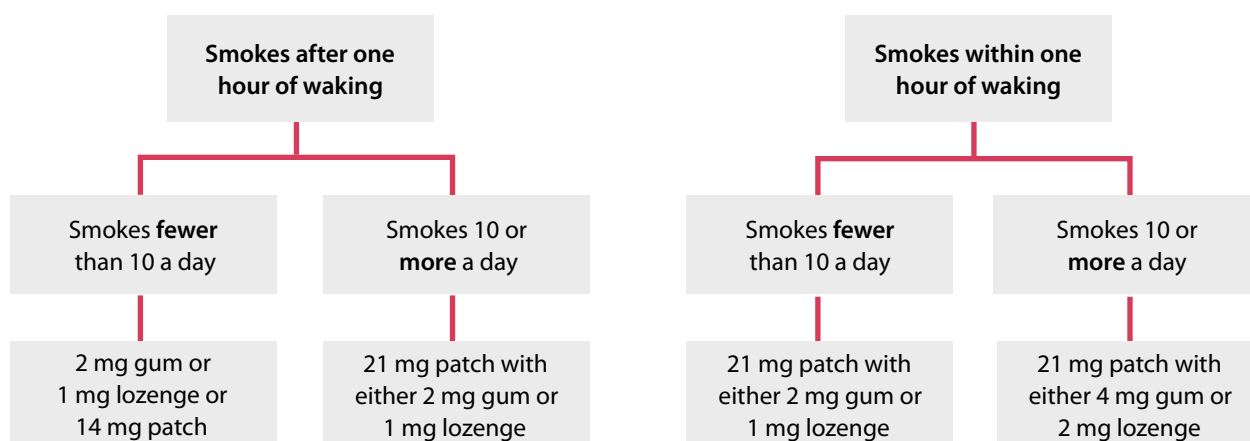 Smokes after one
hour of waking
Smokes fewer
than 10 a day
2 mg gum or
1 mg lozenge or
14 mg patch
Smokes 10 or
more a day
21 mg patch with
either 2 mg gum or
1 mg lozenge
Smokes within one
hour of waking
Smokes fewer
than 10 a day
21 mg patch with
either 2 mg gum or
1 mg lozenge
Smokes 10 or
more a day
21 mg patch with
either 4 mg gum or
2 mg lozenge